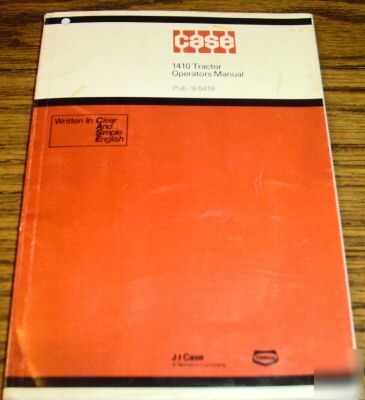 case
1410 Tractor
Operators Manual
Pub. 9-5418
Written In Clear
And
Simple
English
J I Case
A Tenneco Company